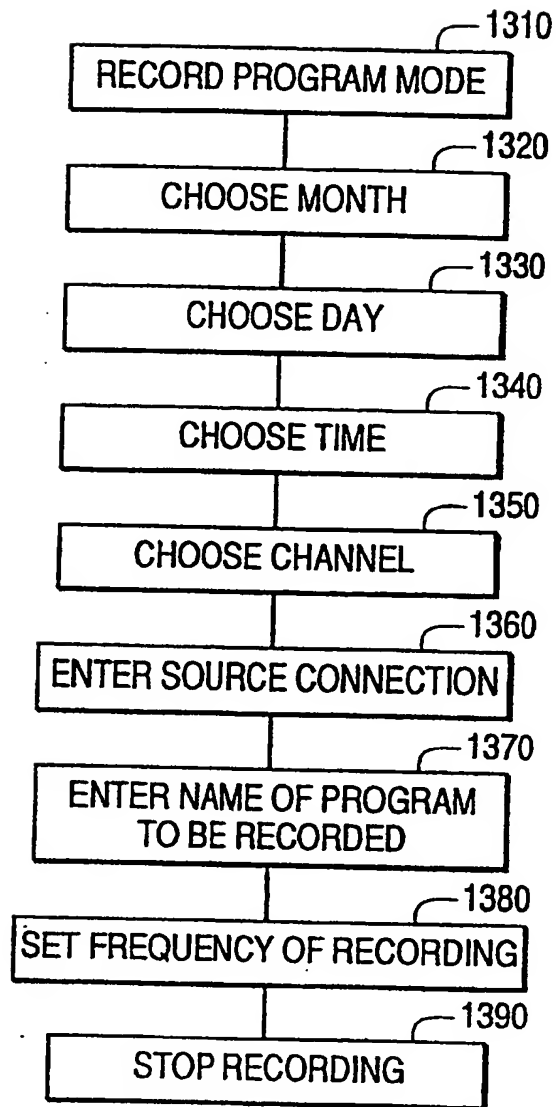 1310
RECORD PROGRAM MODE
1320
CHOOSE MONTH
1330
CHOOSE DAY
1340
CHOOSE TIME
1350
CHOOSE CHANNEL
1360
ENTER SOURCE CONNECTION
1370
ENTER NAME OF PROGRAM
TO BE RECORDED
1380
SET FREQUENCY OF RECORDING
1390
STOP RECORDING